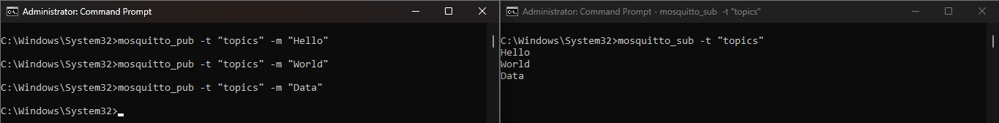 Administrator: Command Prompt
C:\Windows\System32>mosquitto_pub -t "topics" -m "Hello"
C:\Windows\System32>mosquitto_pub -t "topics" -m "World"
C:\Windows\System32>mosquitto_pub -t "topics" -m "Data"
C:\Windows\System32>
Administrator: Command Prompt - mosquitto_sub  -t "topics"
C:\Windows\System32>mosquitto_sub -t "topics"
Hello
World
Data